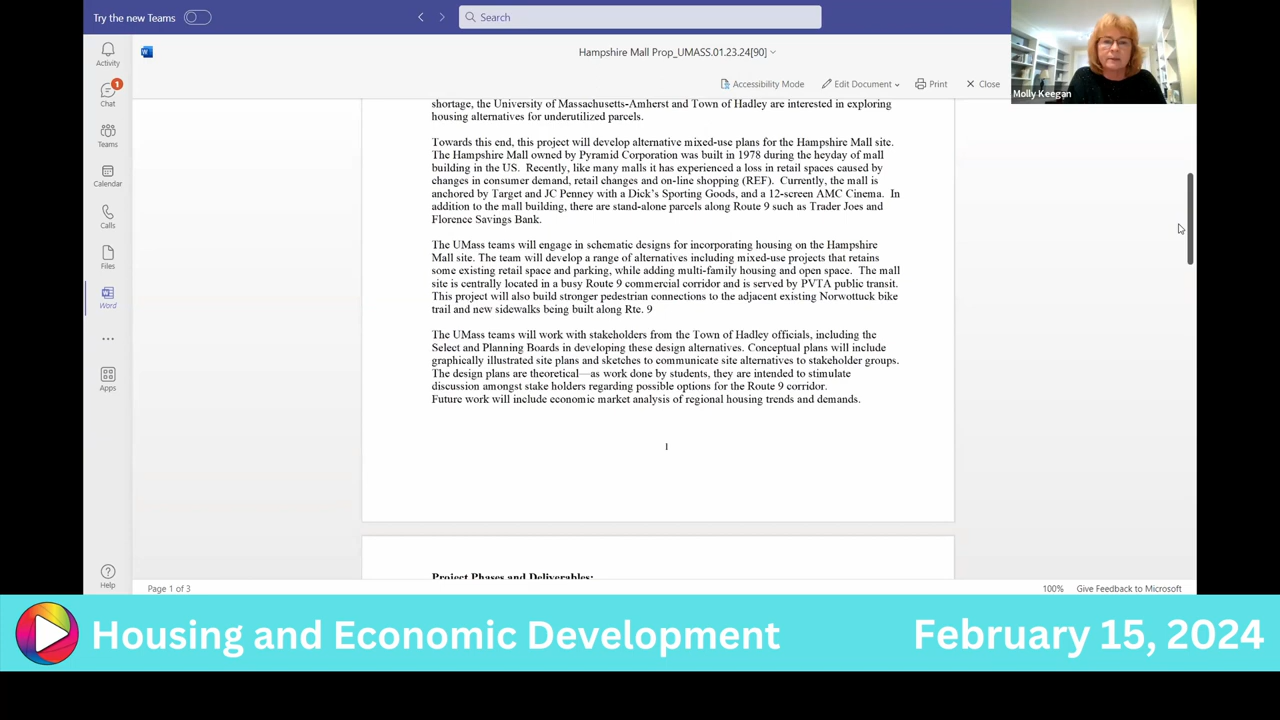 Try the new Teams
Search
Activity
1
Chat
Teams
Calendar
Calls
Files
Word
Apps
Help
Hampshire Mall Prop_UMASS.01.23.24[90]
Accessibility Mode
Edit Document
Print
Close
Molly Keegan
shortage, the University of Massachusetts-Amherst and Town of Hadley are interested in exploring
housing alternatives for underutilized parcels.
Towards this end, this project will develop alternative mixed-use plans for the Hampshire Mall site.
The Hampshire Mall owned by Pyramid Corporation was built in 1978 during the heyday of mall
building in the US. Recently, like many malls it has experienced a loss in retail spaces caused by
changes in consumer demand, retail changes and on-line shopping (REF). Currently, the mall is
anchored by Target and JC Penney with a Dick's Sporting Goods, and a 12-screen AMC Cinema. In
addition to the mall building, there are stand-alone parcels along Route 9 such as Trader Joes and
Florence Savings Bank.
The UMass teams will engage in schematic designs for incorporating housing on the Hampshire
Mall site. The team will develop a range of alternatives including mixed-use projects that retains
some existing retail space and parking, while adding multi-family housing and open space. The mall
site is centrally located in a busy Route 9 commercial corridor and is served by PVTA public transit.
This project will also build stronger pedestrian connections to the adjacent existing Norwottuck bike
trail and new sidewalks being built along Rte. 9
The UMass teams will work with stakeholders from the Town of Hadley officials, including the
Select and Planning Boards in developing these design alternatives. Conceptual plans will include
graphically illustrated site plans and sketches to communicate site alternatives to stakeholder groups.
The design plans are theoretical—as work done by students, they are intended to stimulate
discussion amongst stake holders regarding possible options for the Route 9 corridor.
Future work will include economic market analysis of regional housing trends and demands.
1
Project Phases and Deliverables:
Page 1 of 3
100%
Give Feedback to Microsoft
Housing and Economic Development
February 15, 2024